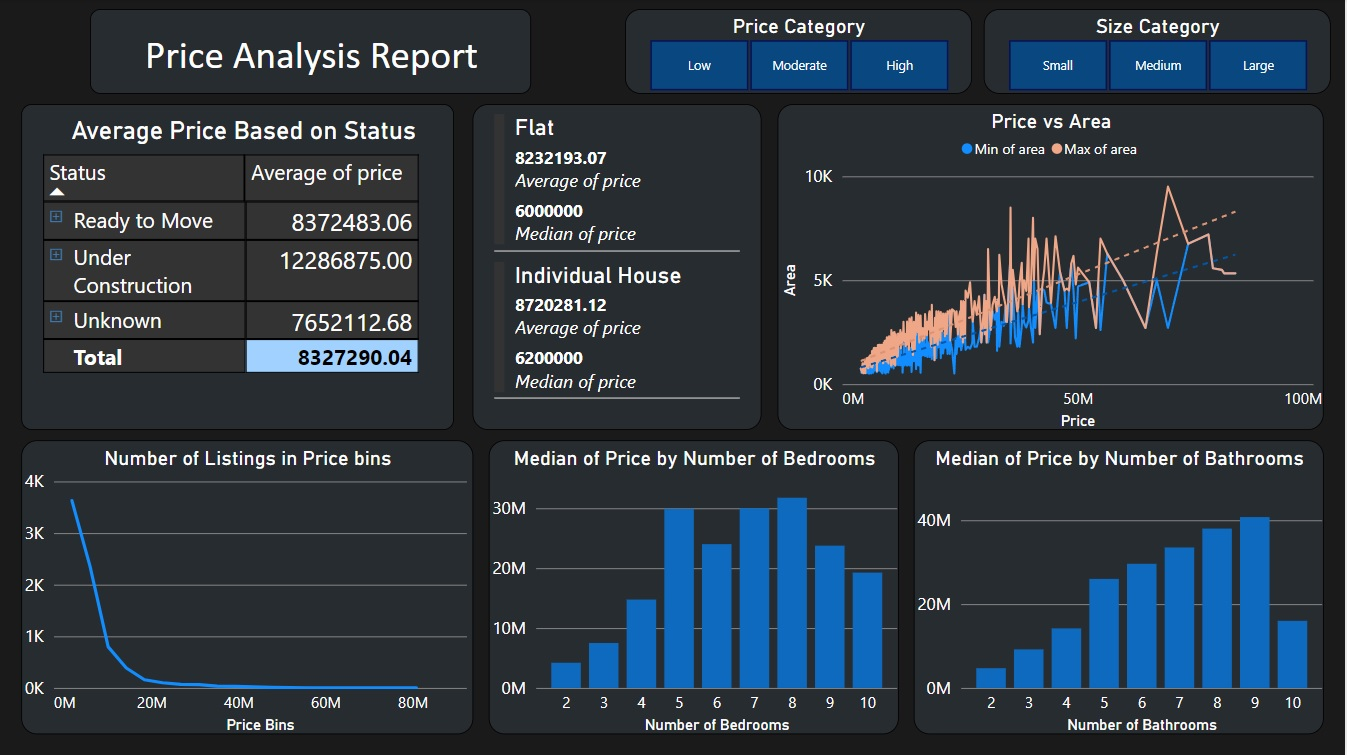 Price Analysis Report
Price Category
Low
Moderate
High
Size Category
Small
Medium
Large
Average Price Based on Status
Status
Average of price
Ready to Move
8372483.06
Under
Construction
12286875.00
Unknown
7652112.68
Total
8327290.04
Flat
8232193.07
Average of price
6000000
Median of price
Individual House
8720281.12
Average of price
6200000
Median of price
Price vs Area
Min of area
Max of area
10K
5K
0K
Area
0M
50M
100M
Price
Number of Listings in Price bins
4K
3K
2K
1K
0K
0M
20M
40M
60M
80M
Price Bins
Median of Price by Number of Bedrooms
30M
20M
10M
0M
2
3
4
5
6
7
8
9
10
Number of Bedrooms
Median of Price by Number of Bathrooms
40M
20M
0M
2
3
4
5
6
7
8
9
10
Number of Bathrooms